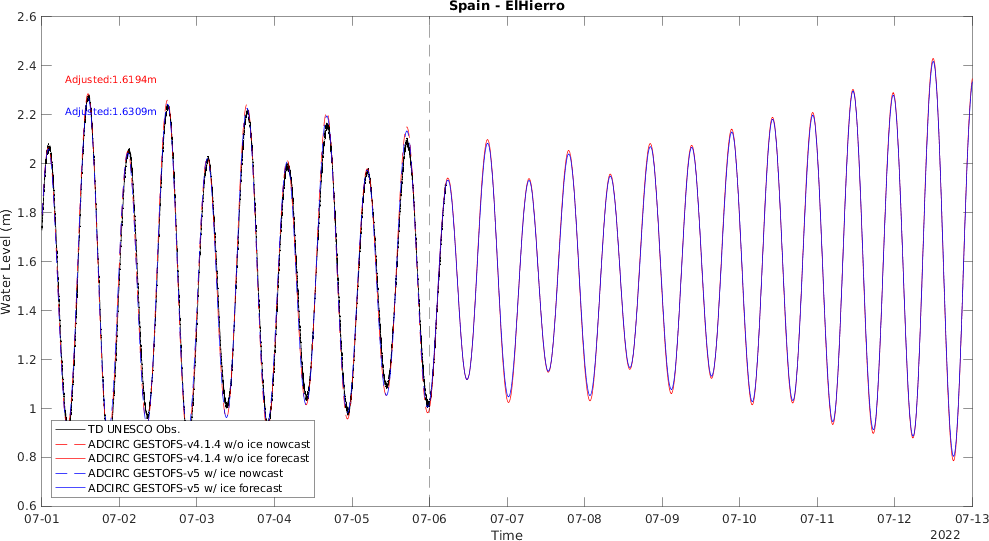 Spain - ElHierro
2.6
2.4
2.2
2
1.8
1.6
1.4
1.2
1
0.8
0.6
Water Level (m)
Adjusted:1.6194m
Adjusted:1.6309m
TD UNESCO Obs.
ADCIRC GESTOFS-v4.1.4 w/o ice nowcast
ADCIRC GESTOFS-v4.1.4 w/o ice forecast
ADCIRC GESTOFS-v5 w/ ice nowcast
ADCIRC GESTOFS-v5 w/ ice forecast
07-01 07-02 07-03 07-04 07-05 07-06 07-07 07-08 07-09 07-10 07-11 07-12 07-13
Time
2022